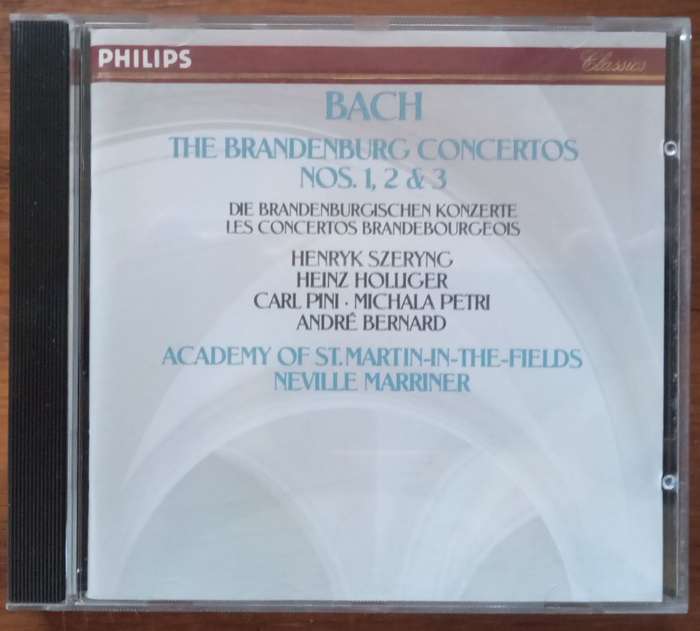 PHILIPS
Classics
BACH
THE BRANDENBURG CONCERTOS
NOS. 1, 2 & 3
DIE BRANDENBURGISCHEN KONZERTE
LES CONCERTOS BRANDEBOURGEOIS
HENRYK SZERYNG
HEINZ HOLLIGER
CARL PINI · MICHALA PETRI
ANDRÉ BERNARD
ACADEMY OF ST. MARTIN-IN-THE-FIELDS
NEVILLE MARRINER